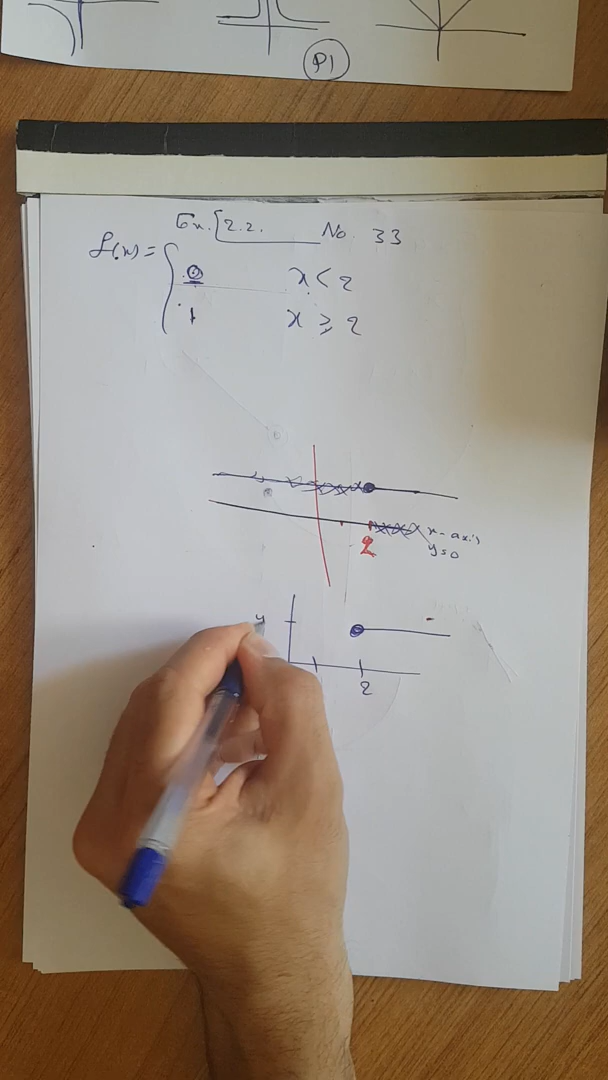 P1
Ex. 2.2. No. 33
f(x) = { 0 x < 2
1 x ≥ 2
x-axis
2
y=0
y
2